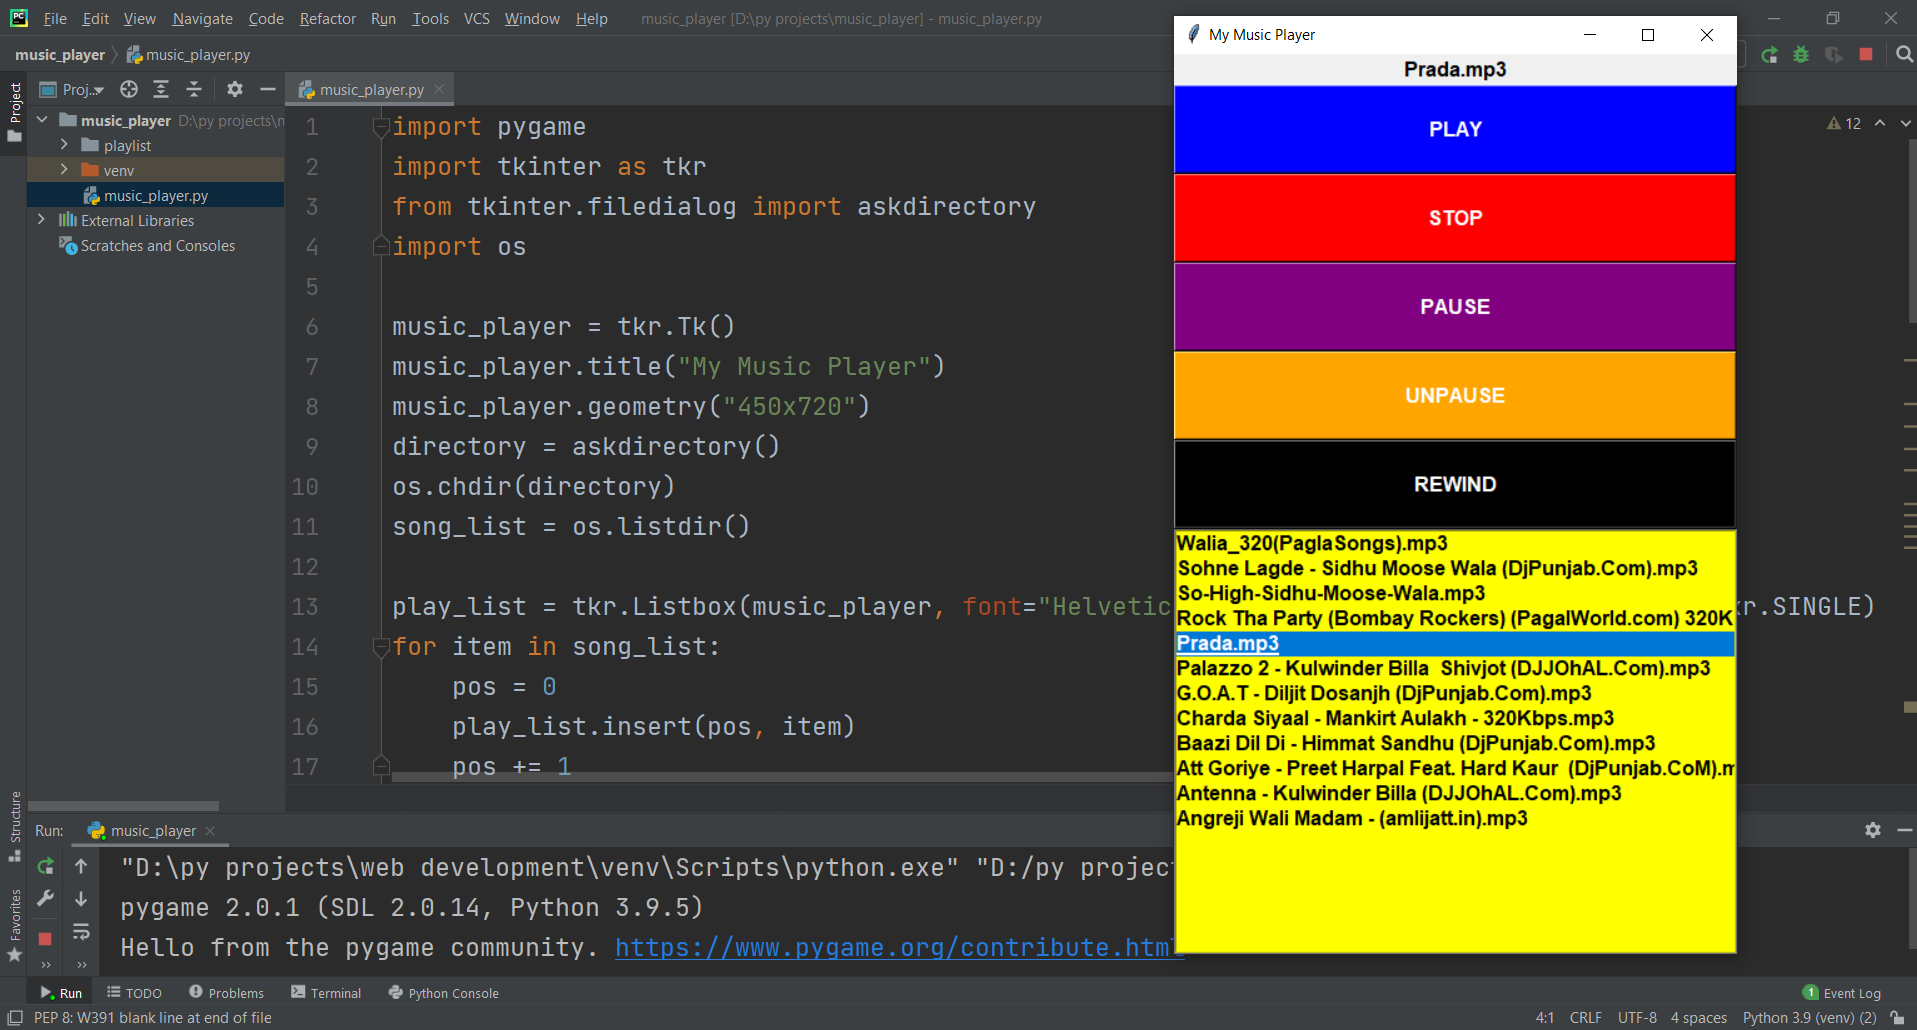 File Edit View Navigate Code Refactor Run Tools VCS Window Help music_player [D:\py projects\music_player] - music_player.py
music_player music_player.py
Project
Proj..
music_player.py
music_player D:\py projects\
playlist
venv
music_player.py
External Libraries
Scratches and Consoles
12
1 import pygame
2 import tkinter as tkr
3 from tkinter.filedialog import askdirectory
4 import os
5
6 music_player = tkr.Tk()
7 music_player.title("My Music Player")
8 music_player.geometry("450x720")
9 directory = askdirectory()
10 os.chdir(directory)
11 song_list = os.listdir()
12
13 play_list = tkr.Listbox(music_player, font="Helvetic r.SINGLE)
14 for item in song_list:
15 pos = 0
16 play_list.insert(pos, item)
17 pos += 1
My Music Player
Prada.mp3
PLAY
STOP
PAUSE
UNPAUSE
REWIND
Walia_320(PaglaSongs).mp3
Sohne Lagde - Sidhu Moose Wala (DjPunjab.Com).mp3
So-High-Sidhu-Moose-Wala.mp3
Rock Tha Party (Bombay Rockers) (PagalWorld.com) 320K
Prada.mp3
Palazzo 2 - Kulwinder Billa  Shivjot (DJJOhAL.Com).mp3
G.O.A.T - Diljit Dosanjh (DjPunjab.Com).mp3
Charda Siyaal - Mankirt Aulakh - 320Kbps.mp3
Baazi Dil Di - Himmat Sandhu (DjPunjab.Com).mp3
Att Goriye - Preet Harpal Feat. Hard Kaur  (DjPunjab.CoM).m
Antenna - Kulwinder Billa (DJJOhAL.Com).mp3
Angreji Wali Madam - (amlijatt.in).mp3
Structure
Favorites
Run: music_player
"D:\py projects\web development\venv\Scripts\python.exe" "D:/py projec
pygame 2.0.1 (SDL 2.0.14, Python 3.9.5)
Hello from the pygame community. https://www.pygame.org/contribute.html
Run TODO Problems Terminal Python Console 1 Event Log
PEP 8: W391 blank line at end of file 4:1 CRLF UTF-8 4 spaces Python 3.9 (venv) (2)